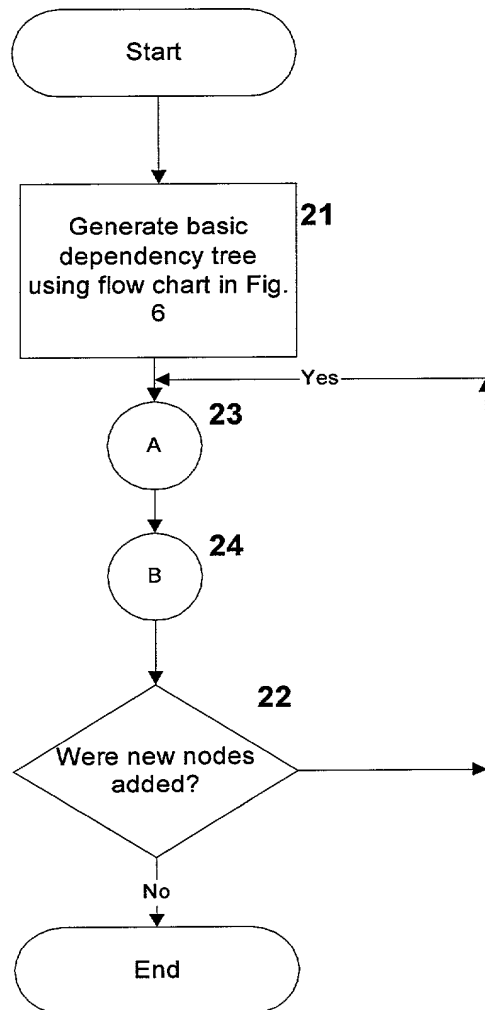 Start
21
Generate basic
dependency tree
using flow chart in Fig.
6
Yes
23
A
24
B
22
Were new nodes
added?
No
End